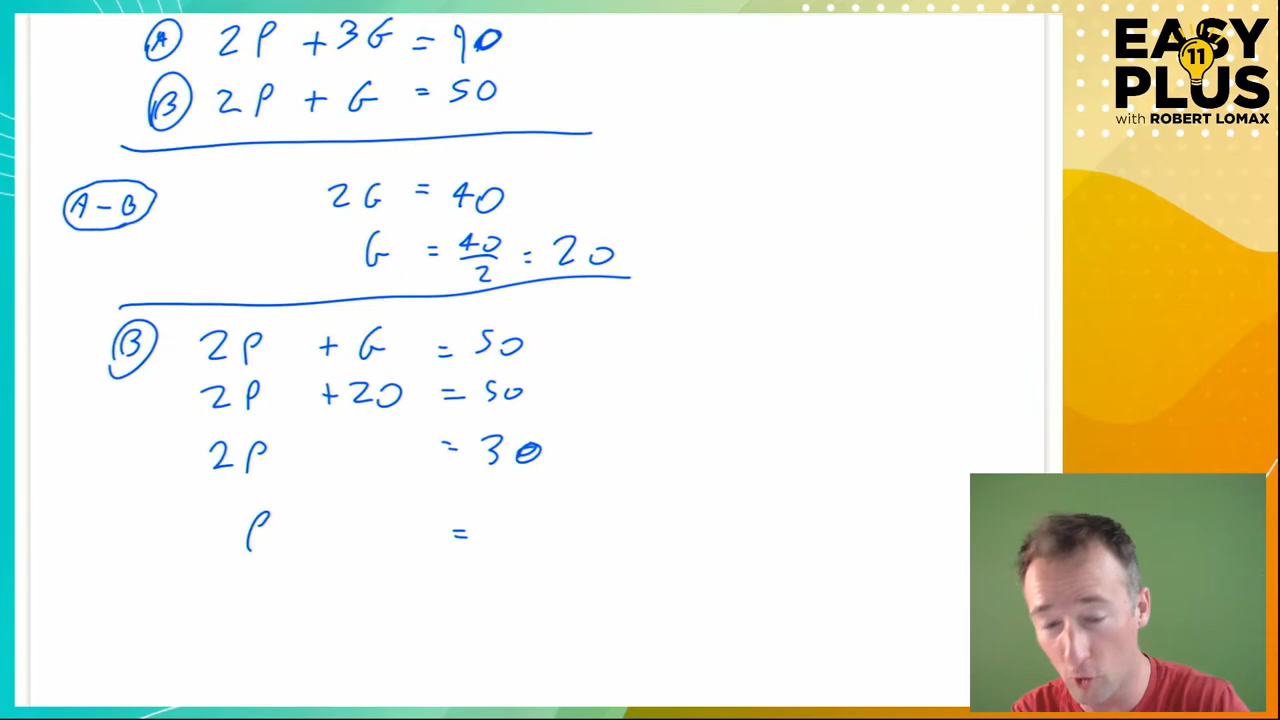 A 2P + 3G = 90
B 2P + G = 50
A - B 2G = 40
G = 40/2 = 20
B 2P + G = 50
2P + 20 = 50
2P = 30
P =
EASY
11
PLUS
with ROBERT LOMAX